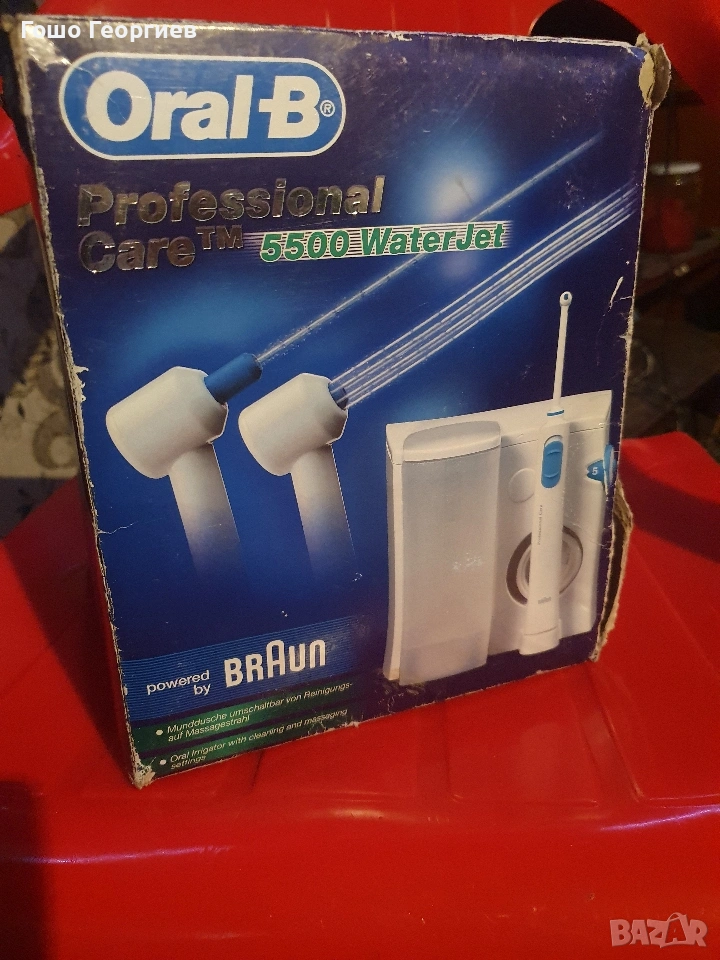 Гошо Георгиев
Oral-B®
Professional
Care™ 5500 WaterJet
5
powered
by BRAUN
• Munddusche umschaltbar von Reinigungs-
auf Massagestrahl
• Oral Irrigator with cleaning and massaging
settings
BAZAR